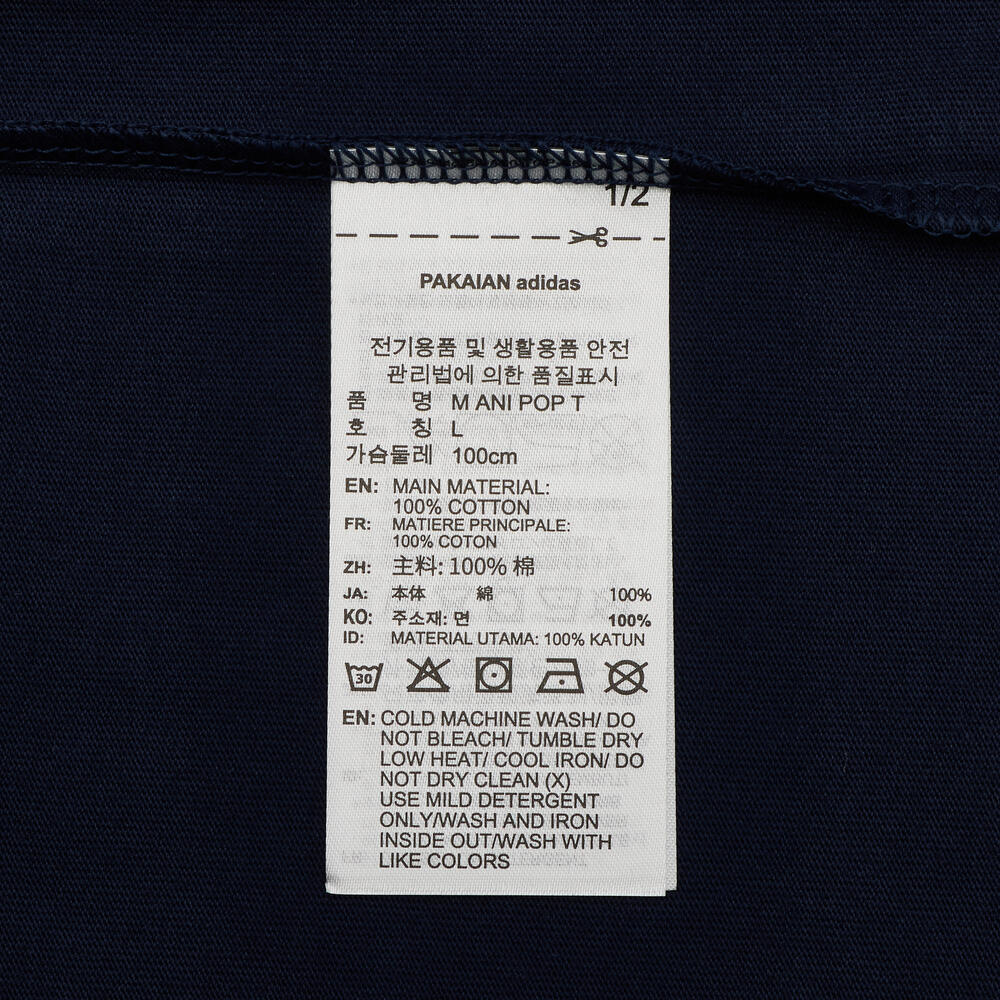 1/2
PAKAIAN adidas
전기용품 및 생활용품 안전
관리법에 의한 품질표시
품 명 M ANI POP T
호 칭 L
가슴둘레 100cm
EN: MAIN MATERIAL:
100% COTTON
FR: MATIERE PRINCIPALE:
100% COTON
ZH: 主料: 100% 棉
JA: 本体 綿 100%
KO: 주소재: 면 100%
ID: MATERIAL UTAMA: 100% KATUN
30
EN: COLD MACHINE WASH/ DO
NOT BLEACH/ TUMBLE DRY
LOW HEAT/ COOL IRON/ DO
NOT DRY CLEAN (X)
USE MILD DETERGENT
ONLY/WASH AND IRON
INSIDE OUT/WASH WITH
LIKE COLORS